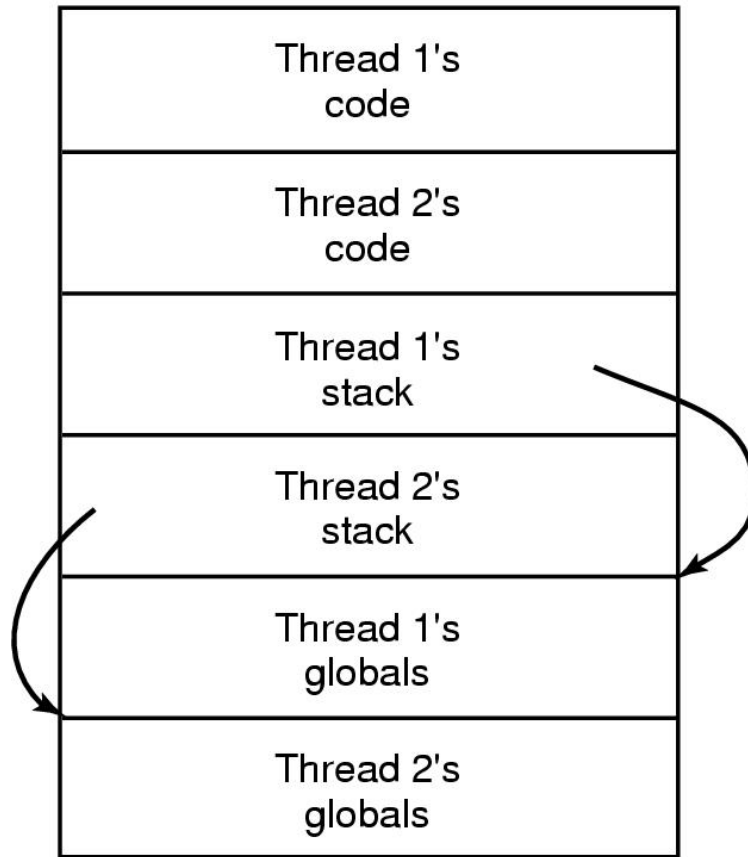 Thread 1's
code
Thread 2's
code
Thread 1's
stack
Thread 2's
stack
Thread 1's
globals
Thread 2's
globals